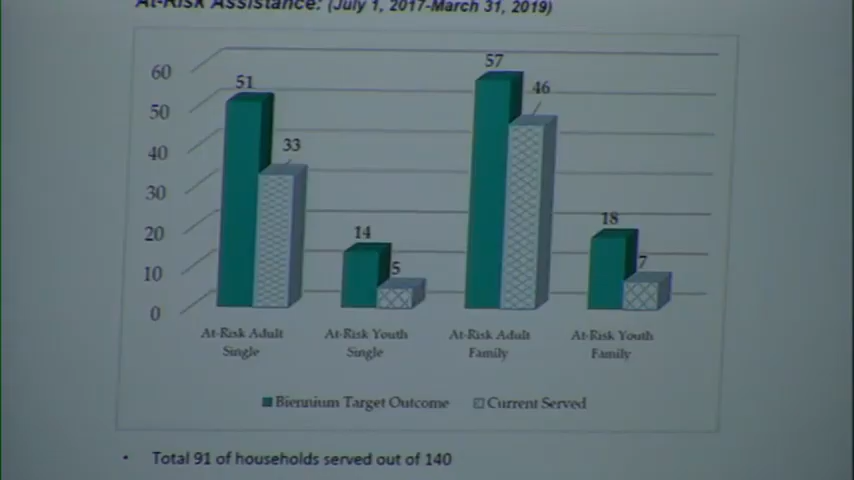 At-Risk Assistance: (July 1, 2017-March 31, 2019)
60
50
40
30
20
10
0
51
33
14
5
57
46
18
7
At-Risk Adult Single
At-Risk Youth Single
At-Risk Adult Family
At-Risk Youth Family
Biennium Target Outcome
Current Served
• Total 91 of households served out of 140